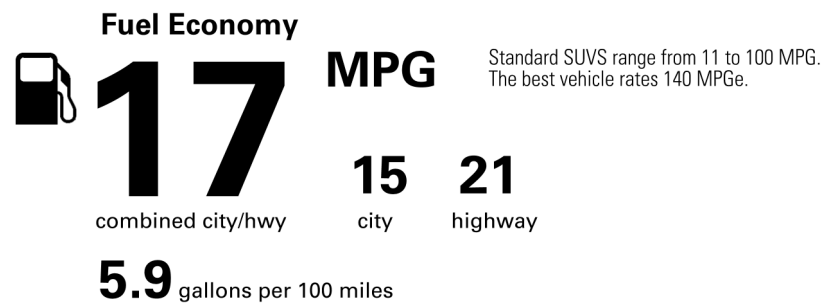 Fuel Economy
17
MPG
Standard SUVS range from 11 to 100 MPG.
The best vehicle rates 140 MPGe.
15 21
combined city/hwy city highway
5.9 gallons per 100 miles